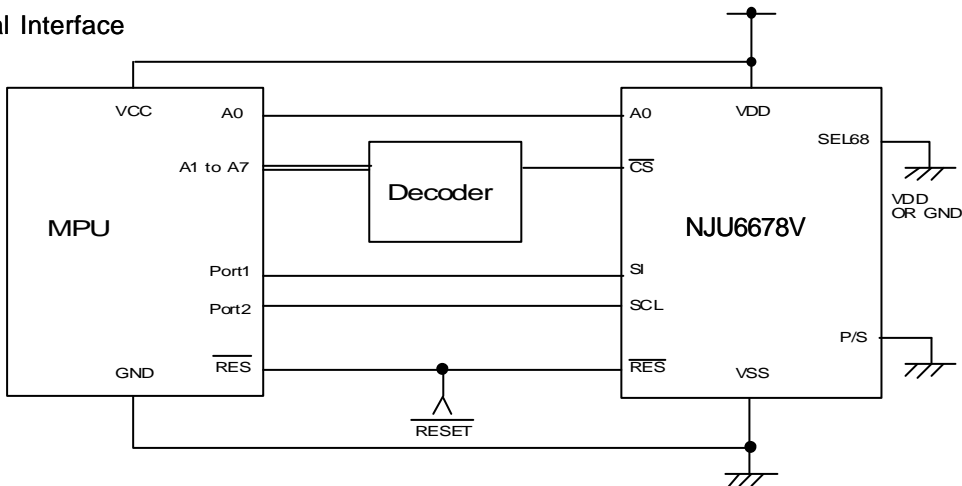 al Interface
VCC
A0
A1 to A7
MPU
Port1
Port2
RES
GND
Decoder
RESET
A0
VDD
SEL68
CS
NJU6678V
SI
SCL
P/S
RES
VSS
VDD
OR GND